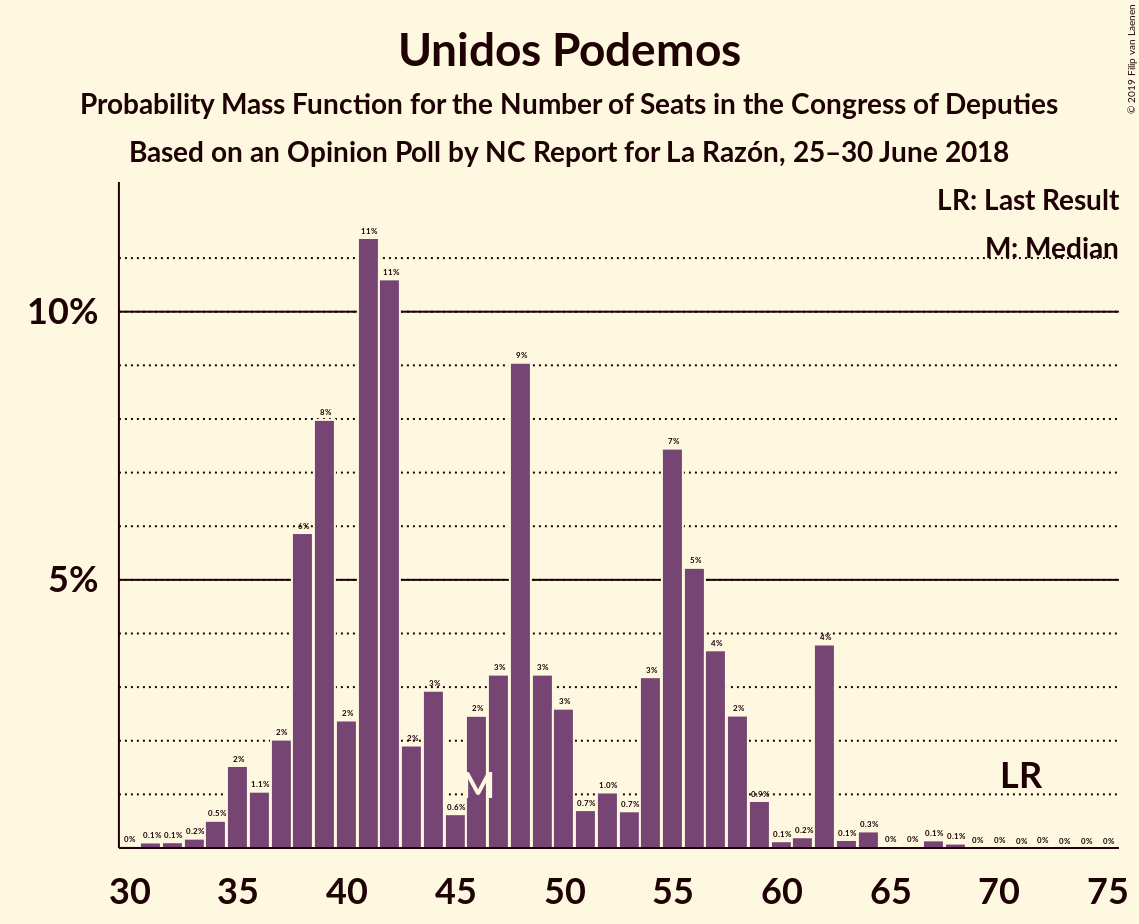 Unidos Podemos
Probability Mass Function for the Number of Seats in the Congress of Deputies
Based on an Opinion Poll by NC Report for La Razón, 25–30 June 2018
© 2019 Filip van Laenen
LR: Last Result
M: Median
10%
5%
0% 0.1% 0.1% 0.2% 0.5% 2% 1.1% 2% 6% 8% 2% 11% 11% 2% 3% 0.6% 2% 3% 9% 3% 3% 0.7% 1.0% 0.7% 3% 7% 5% 4% 2% 0.9% 0.1% 0.2% 4% 0.1% 0.3% 0% 0% 0.1% 0.1% 0% 0% 0% 0% 0% 0% 0%
M
LR
30 35 40 45 50 55 60 65 70 75